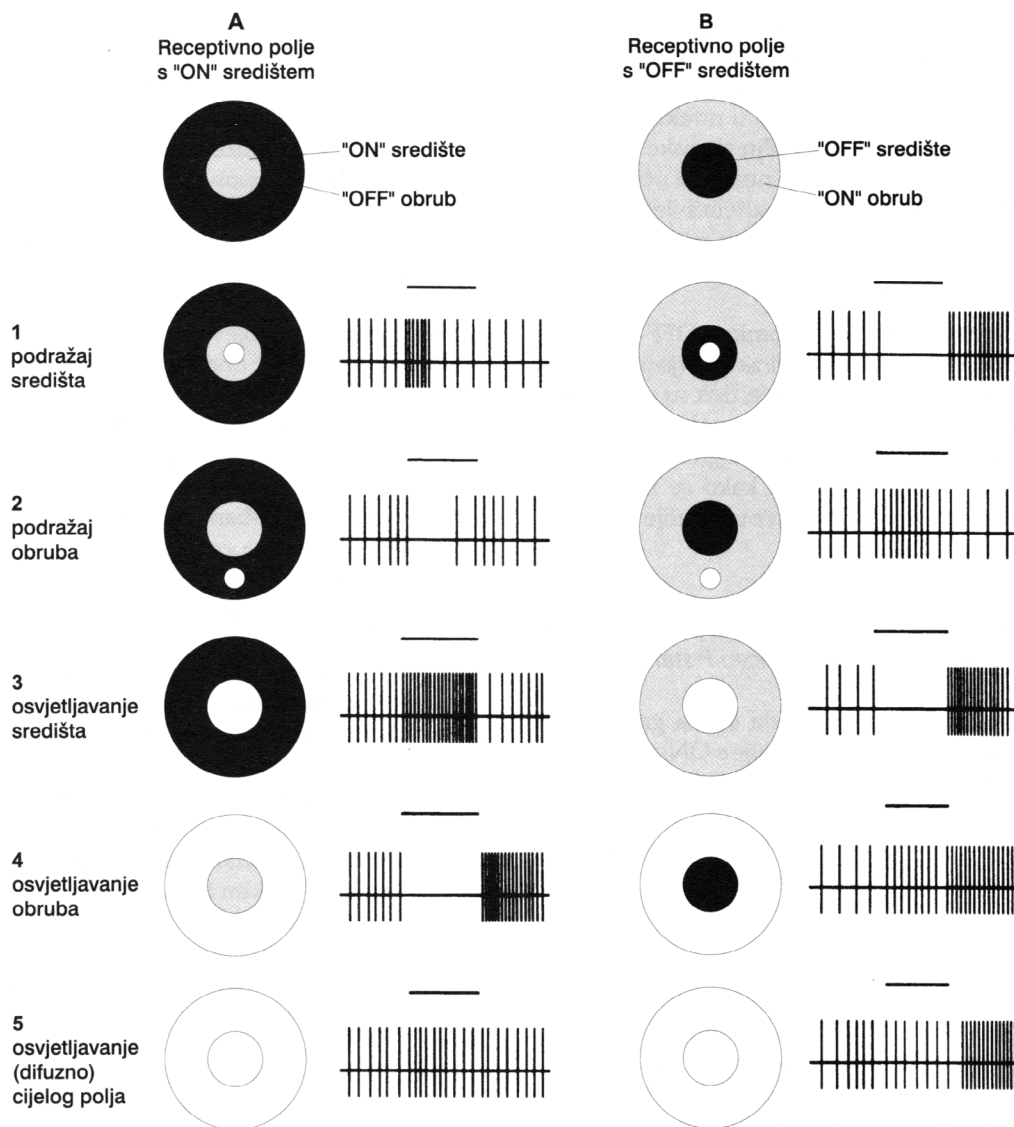 A
Receptivno polje
s "ON" središtem
"ON" središte
"OFF" obrub
B
Receptivno polje
s "OFF" središtem
"OFF" središte
"ON" obrub
1
podražaj
središta
2
podražaj
obruba
3
osvjetljavanje
središta
4
osvjetljavanje
obruba
5
osvjetljavanje
(difuzno)
cijelog polja